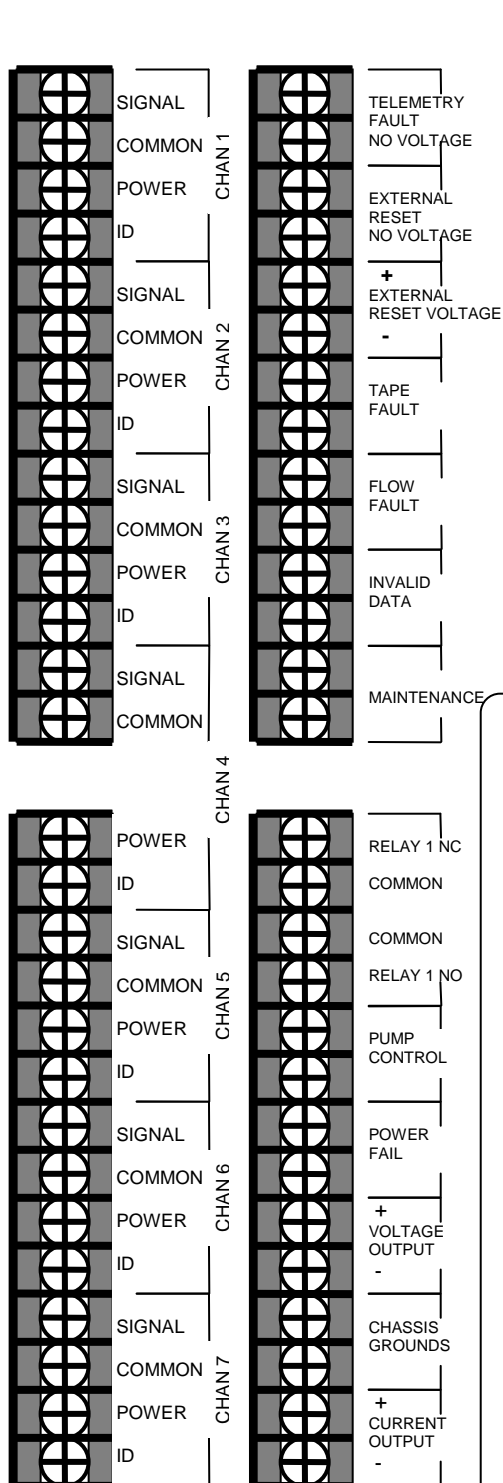 SIGNAL
COMMON
POWER
ID
CHAN 1
SIGNAL
COMMON
POWER
ID
CHAN 2
SIGNAL
COMMON
POWER
ID
CHAN 3
SIGNAL
COMMON
CHAN 4
POWER
ID
SIGNAL
COMMON
POWER
ID
CHAN 5
SIGNAL
COMMON
POWER
ID
CHAN 6
SIGNAL
COMMON
POWER
ID
CHAN 7
TELEMETRY
FAULT
NO VOLTAGE
EXTERNAL
RESET
NO VOLTAGE
+
EXTERNAL
RESET VOLTAGE
-
TAPE
FAULT
FLOW
FAULT
INVALID
DATA
MAINTENANCE
RELAY 1 NC
COMMON
COMMON
RELAY 1 NO
PUMP
CONTROL
POWER
FAIL
+
VOLTAGE
OUTPUT
-
CHASSIS
GROUNDS
+
CURRENT
OUTPUT
-